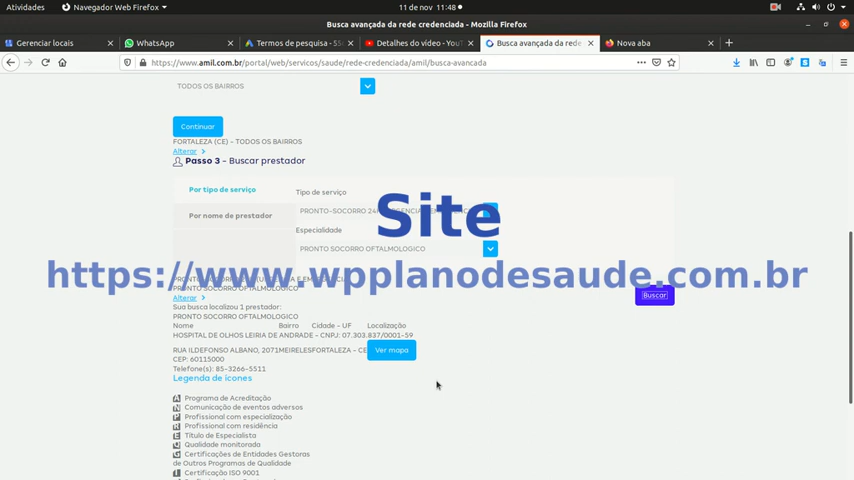 Atividades Navegador Web Firefox 11 de nov 11:48
Busca avançada da rede credenciada - Mozilla Firefox
Gerenciar locais WhatsApp Termos de pesquisa - 55 Detalhes do vídeo - YouT Busca avançada da rede Nova aba
https://www.amil.com.br/portal/web/servicos/saude/rede-credenciada/amil/busca-avancada
TODOS OS BAIRROS
Continuar
FORTALEZA (CE) - TODOS OS BAIRROS
Alterar
Passo 3 - Buscar prestador
Por tipo de serviço
Tipo de serviço
Por nome de prestador
PRONTO-SOCORRO 24H
Site
Especialidade
PRONTO SOCORRO OFTALMOLOGICO
https://www.wpplanodesaude.com.br
PRONTO SOCORRO OFTALMOLOGICO
Buscar
Alterar
Sua busca localizou 1 prestador:
PRONTO SOCORRO OFTALMOLOGICO
Nome Bairro Cidade - UF Localização
HOSPITAL DE OLHOS LEIRIA DE ANDRADE - CNPJ: 07.303.837/0001-59
RUA ILDEFONSO ALBANO, 2071MEIRELESFORTALEZA - CE Ver mapa
CEP: 60115000
Telefone(s): 85-3266-5511
Legenda de ícones
Programa de Acreditação
Comunicação de eventos adversos
Profissional com especialização
Profissional com residência
Título de Especialista
Qualidade monitorada
Certificações de Entidades Gestoras
de Outros Programas de Qualidade
Certificação ISO 9001